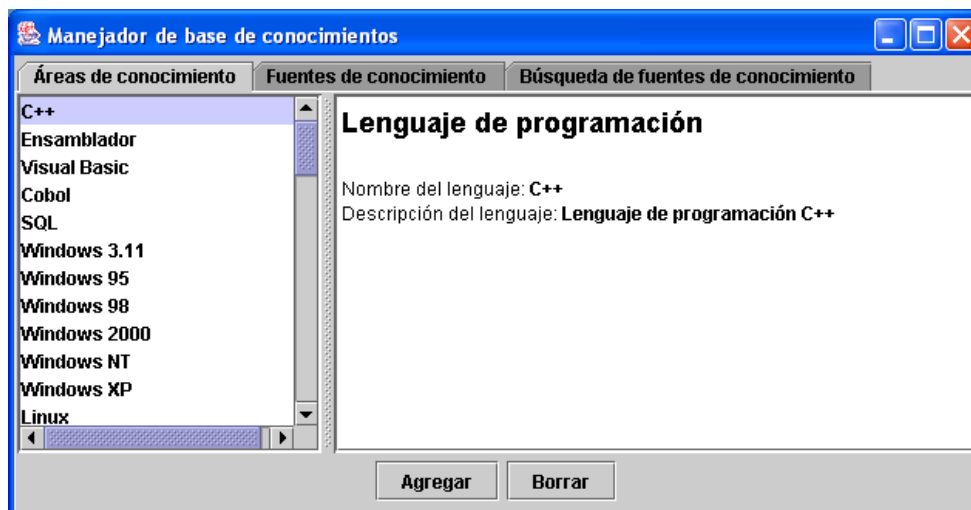 Manejador de base de conocimientos
Áreas de conocimiento Fuentes de conocimiento Búsqueda de fuentes de conocimiento
C++
Ensamblador
Visual Basic
Cobol
SQL
Windows 3.11
Windows 95
Windows 98
Windows 2000
Windows NT
Windows XP
Linux
Lenguaje de programación
Nombre del lenguaje: C++
Descripción del lenguaje: Lenguaje de programación C++
Agregar Borrar